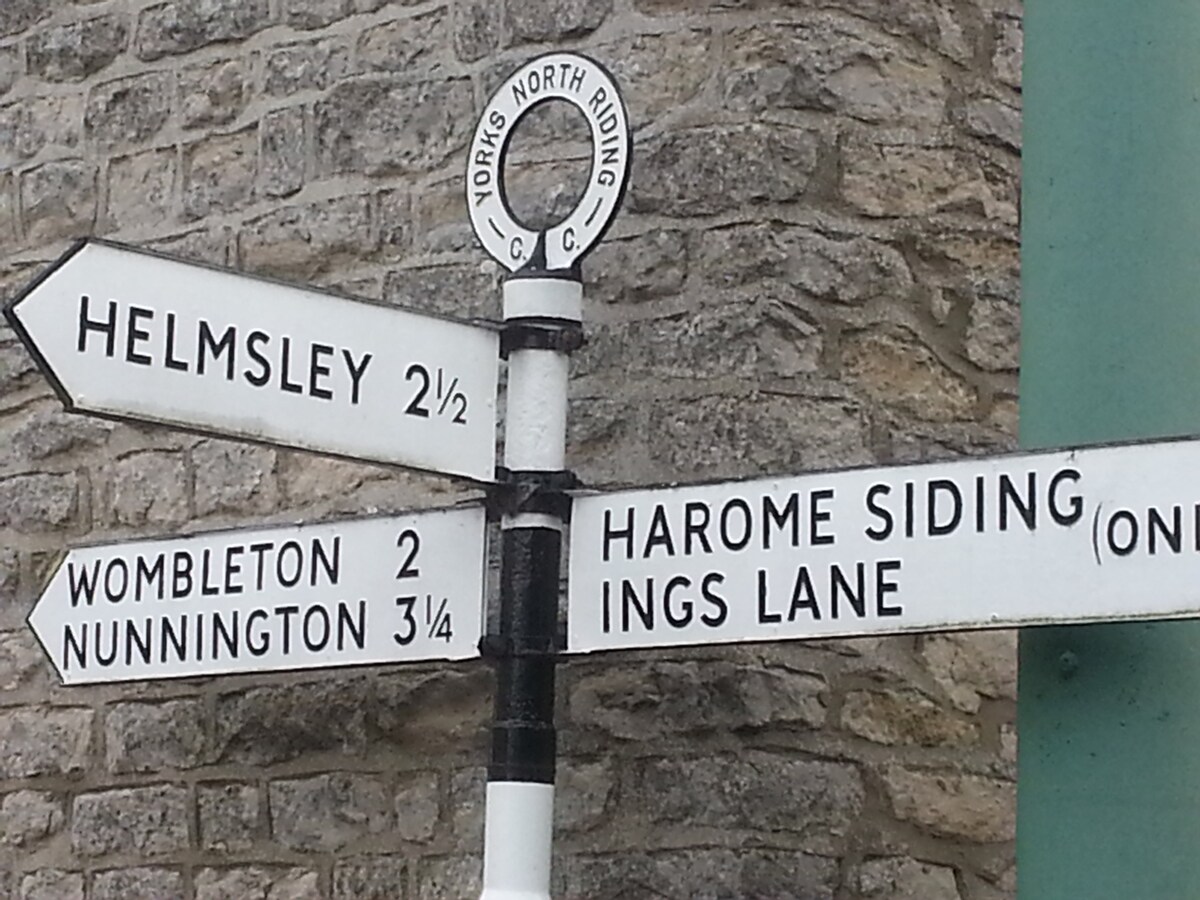 YORKS NORTH RIDING
— C. C. —
HELMSLEY 2½
WOMBLETON 2
NUNNINGTON 3¼
HAROME SIDING
INGS LANE